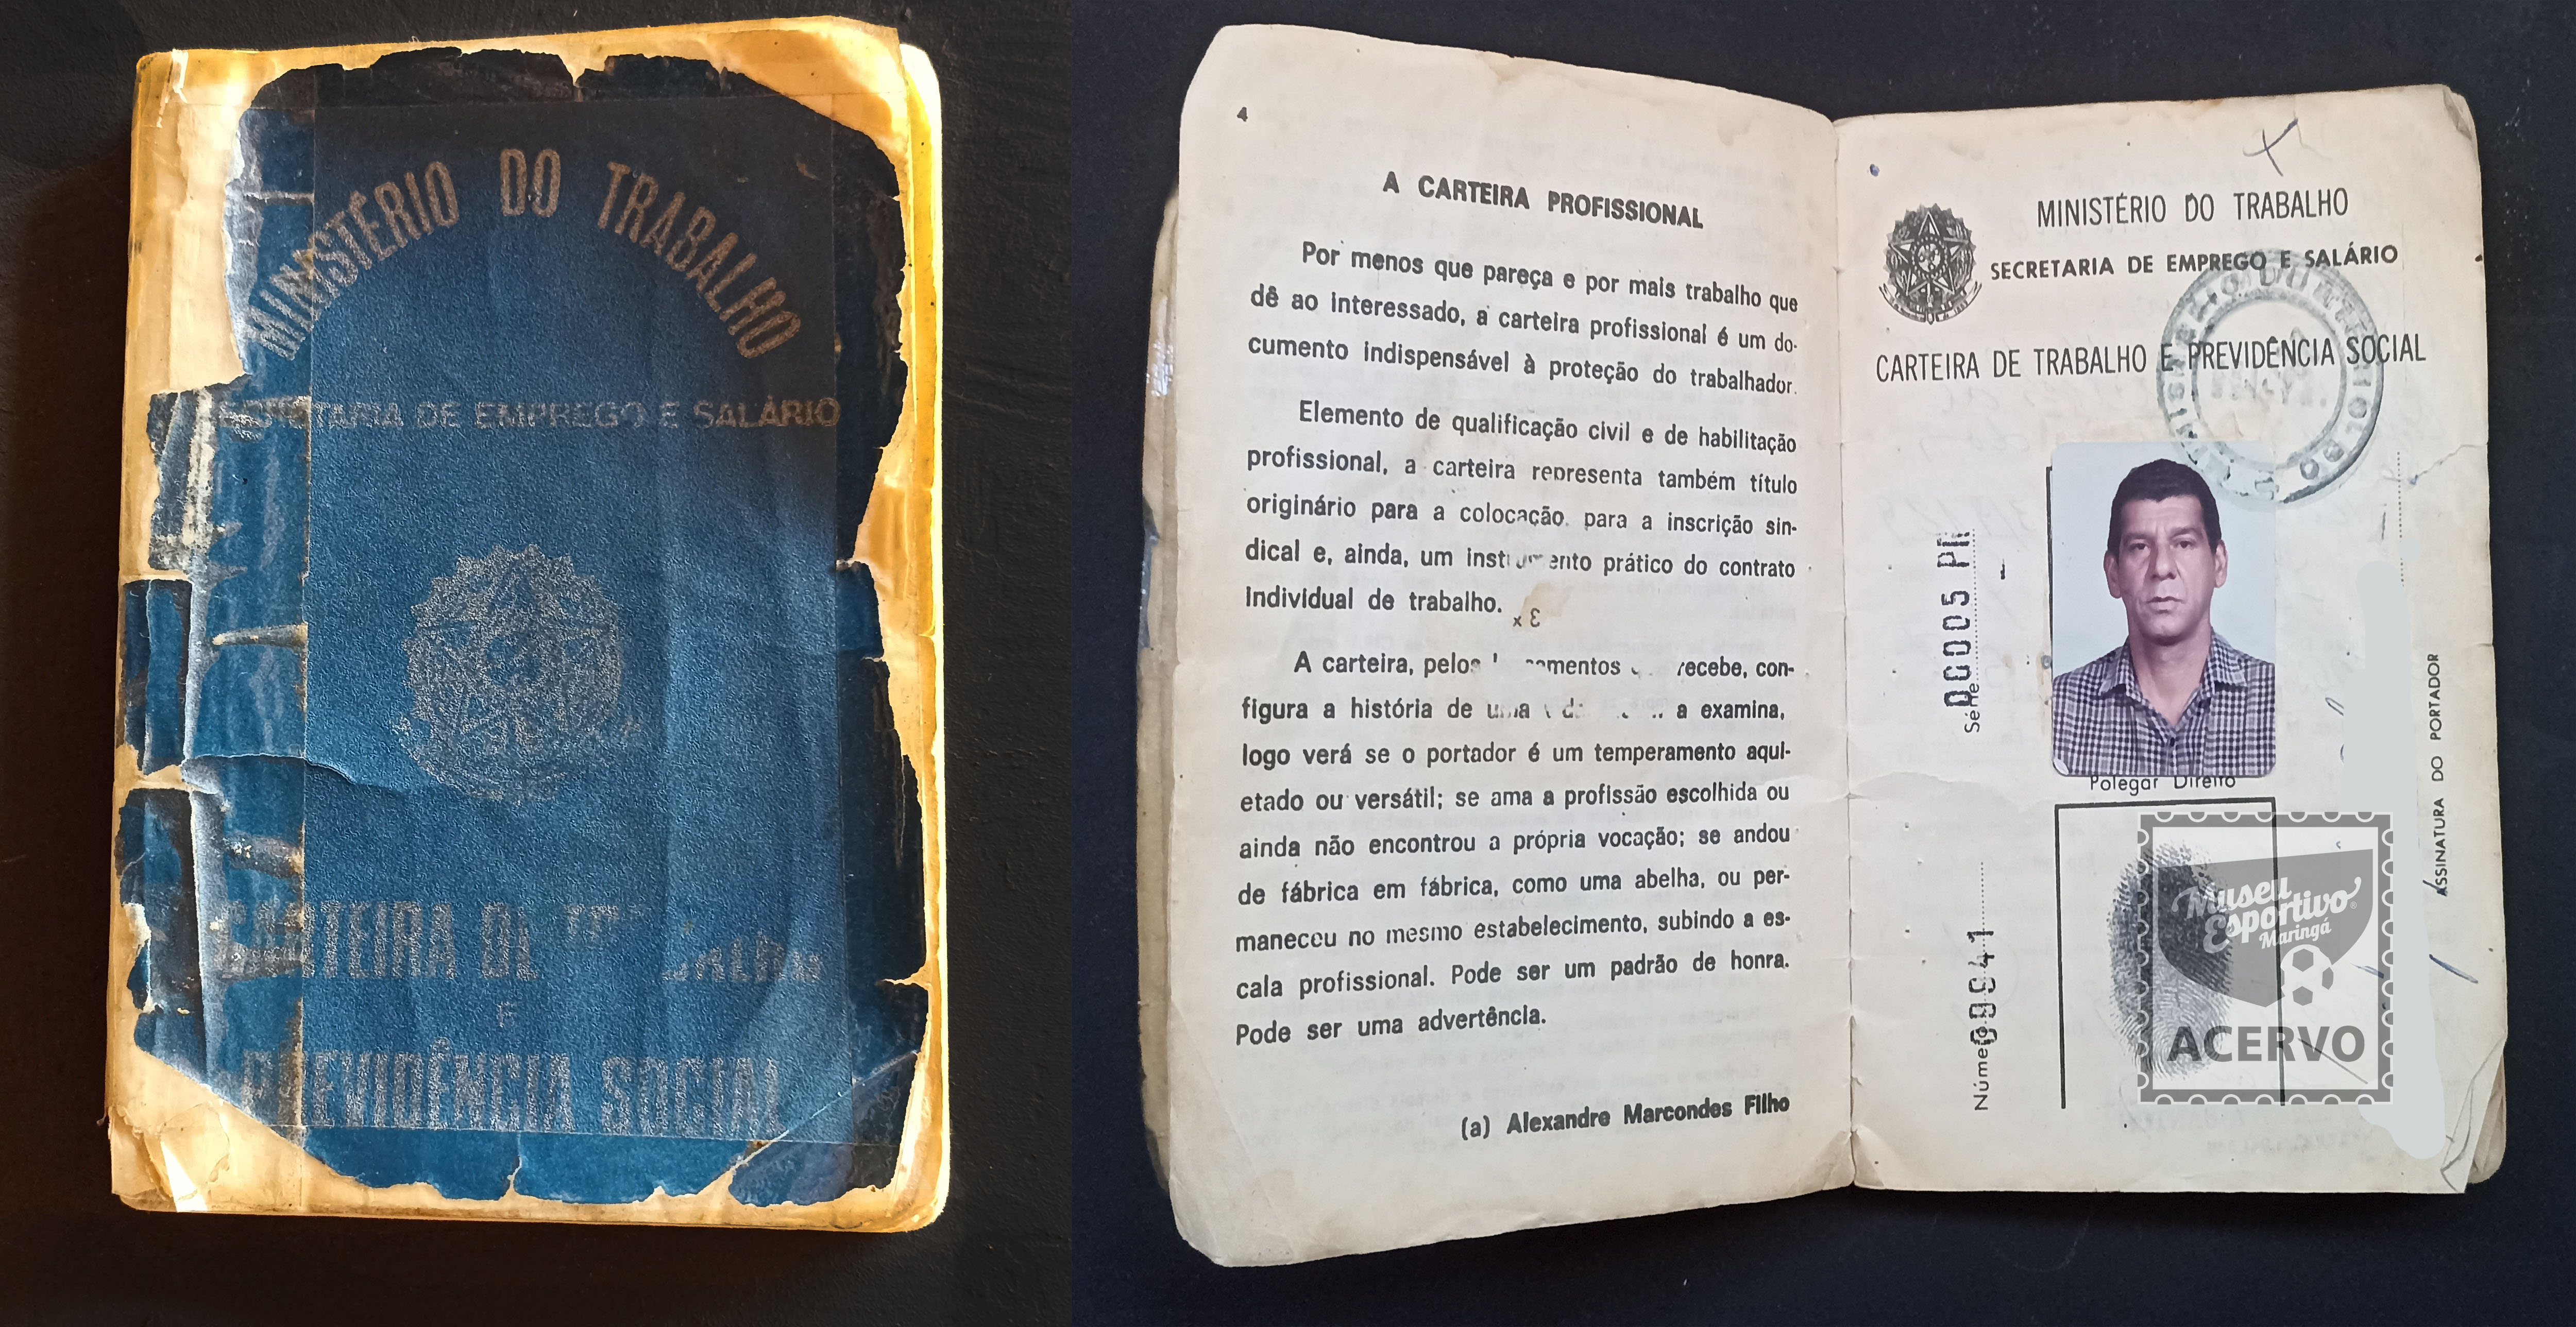 MINISTÉRIO DO TRABALHO
SECRETARIA DE EMPREGO E SALÁRIO
CARTEIRA
E
PREVIDÊNCIA SOCIAL
4
A CARTEIRA PROFISSIONAL
Por menos que pareça e por mais trabalho que
dê ao interessado, a carteira profissional é um do-
cumento indispensável à proteção do trabalhador.
Elemento de qualificação civil e de habilitação
profissional, a carteira representa também título
originário para a colocação, para a inscrição sin-
dical e, ainda, um instrumento prático do contrato
individual de trabalho.
A carteira, pelos recebe, con-
figura a história de uma a examina,
logo verá se o portador é um temperamento aqui-
etado ou versátil; se ama a profissão escolhida ou
ainda não encontrou a própria vocação; se andou
de fábrica em fábrica, como uma abelha, ou per-
maneceu no mesmo estabelecimento, subindo a es-
cala profissional. Pode ser um padrão de honra.
Pode ser uma advertência.
(a) Alexandre Marcondes Filho
MINISTÉRIO DO TRABALHO
SECRETARIA DE EMPREGO E SALÁRIO
CARTEIRA DE TRABALHO E PREVIDÊNCIA SOCIAL
Número
Série 00005
Polegar Direito
ASSINATURA DO PORTADOR
Museu
Esportivo
Maringá
ACERVO